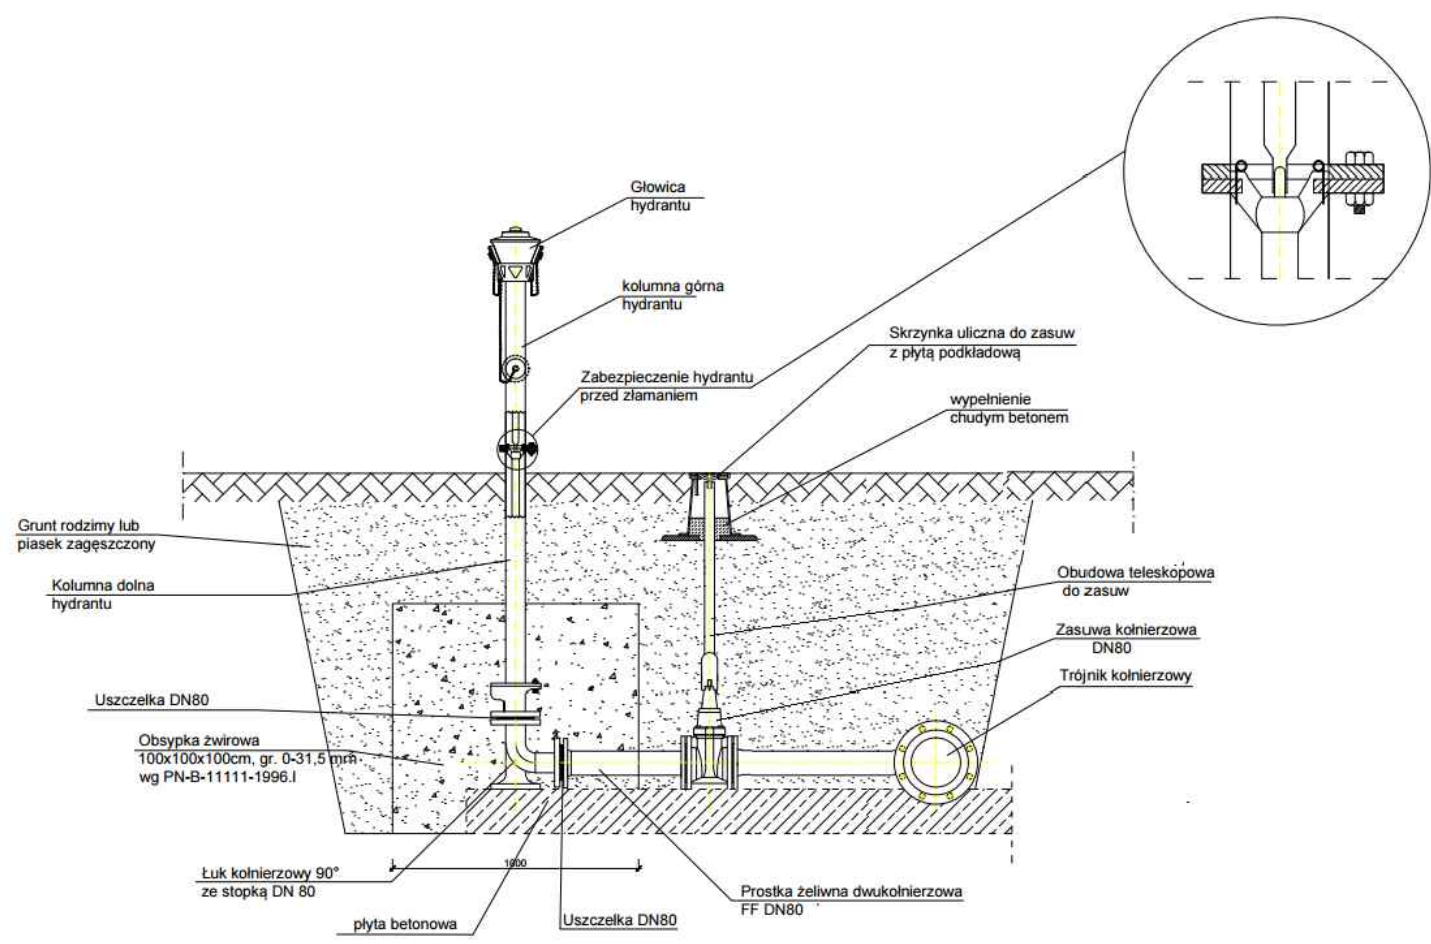 Głowica
hydrantu
kolumna górna
hydrantu
Skrzynka uliczna do zasuw
z płytą podkładową
Zabezpieczenie hydrantu
przed złamaniem
wypełnienie
chudym betonem
Grunt rodzimy lub
piasek zagęszczony
Kolumna dolna
hydrantu
Obudowa teleskopowa
do zasuw
Zasuwa kołnierzowa
DN80
Trójnik kołnierzowy
Uszczelka DN80
Obsypka żwirowa
100x100x100cm, gr. 0-31,5 mm
wg PN-B-11111-1996.I
1000
Łuk kołnierzowy 90°
ze stopką DN 80
płyta betonowa
Uszczelka DN80
Prostka żeliwna dwukołnierzowa
FF DN80